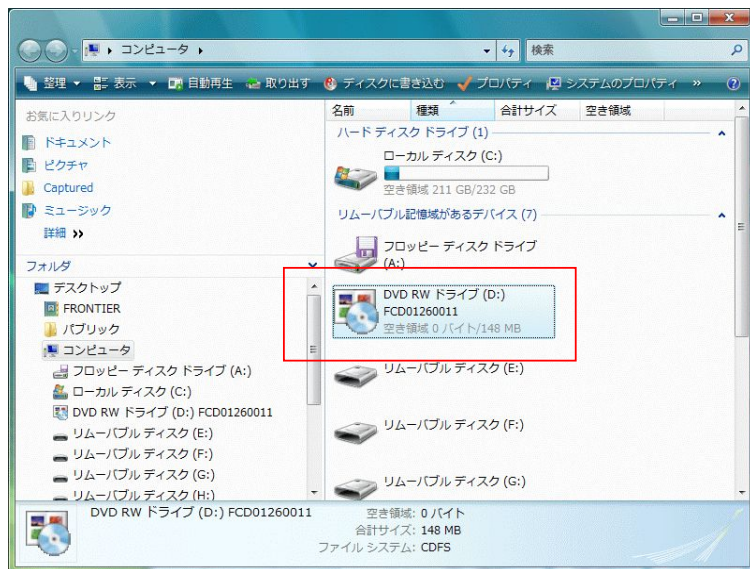 コンピュータ
検索
整理 表示 自動再生 取り出す ディスクに書き込む プロパティ システムのプロパティ »
お気に入りリンク
ドキュメント
ピクチャ
Captured
ミュージック
詳細 »
フォルダ
デスクトップ
FRONTIER
パブリック
コンピュータ
フロッピー ディスク ドライブ (A:)
ローカル ディスク (C:)
DVD RW ドライブ (D:) FCD01260011
リムーバブル ディスク (E:)
リムーバブル ディスク (F:)
リムーバブル ディスク (G:)
リムーバブル ディスク (H:)
名前 種類 合計サイズ 空き領域
ハード ディスク ドライブ (1)
ローカル ディスク (C:)
空き領域 211 GB/232 GB
リムーバブル記憶域があるデバイス (7)
フロッピー ディスク ドライブ
(A:)
DVD RW ドライブ (D:)
FCD01260011
空き領域 0 バイト/148 MB
リムーバブル ディスク (E:)
リムーバブル ディスク (F:)
リムーバブル ディスク (G:)
DVD RW ドライブ (D:) FCD01260011
空き領域: 0 バイト
合計サイズ: 148 MB
ファイル システム: CDFS